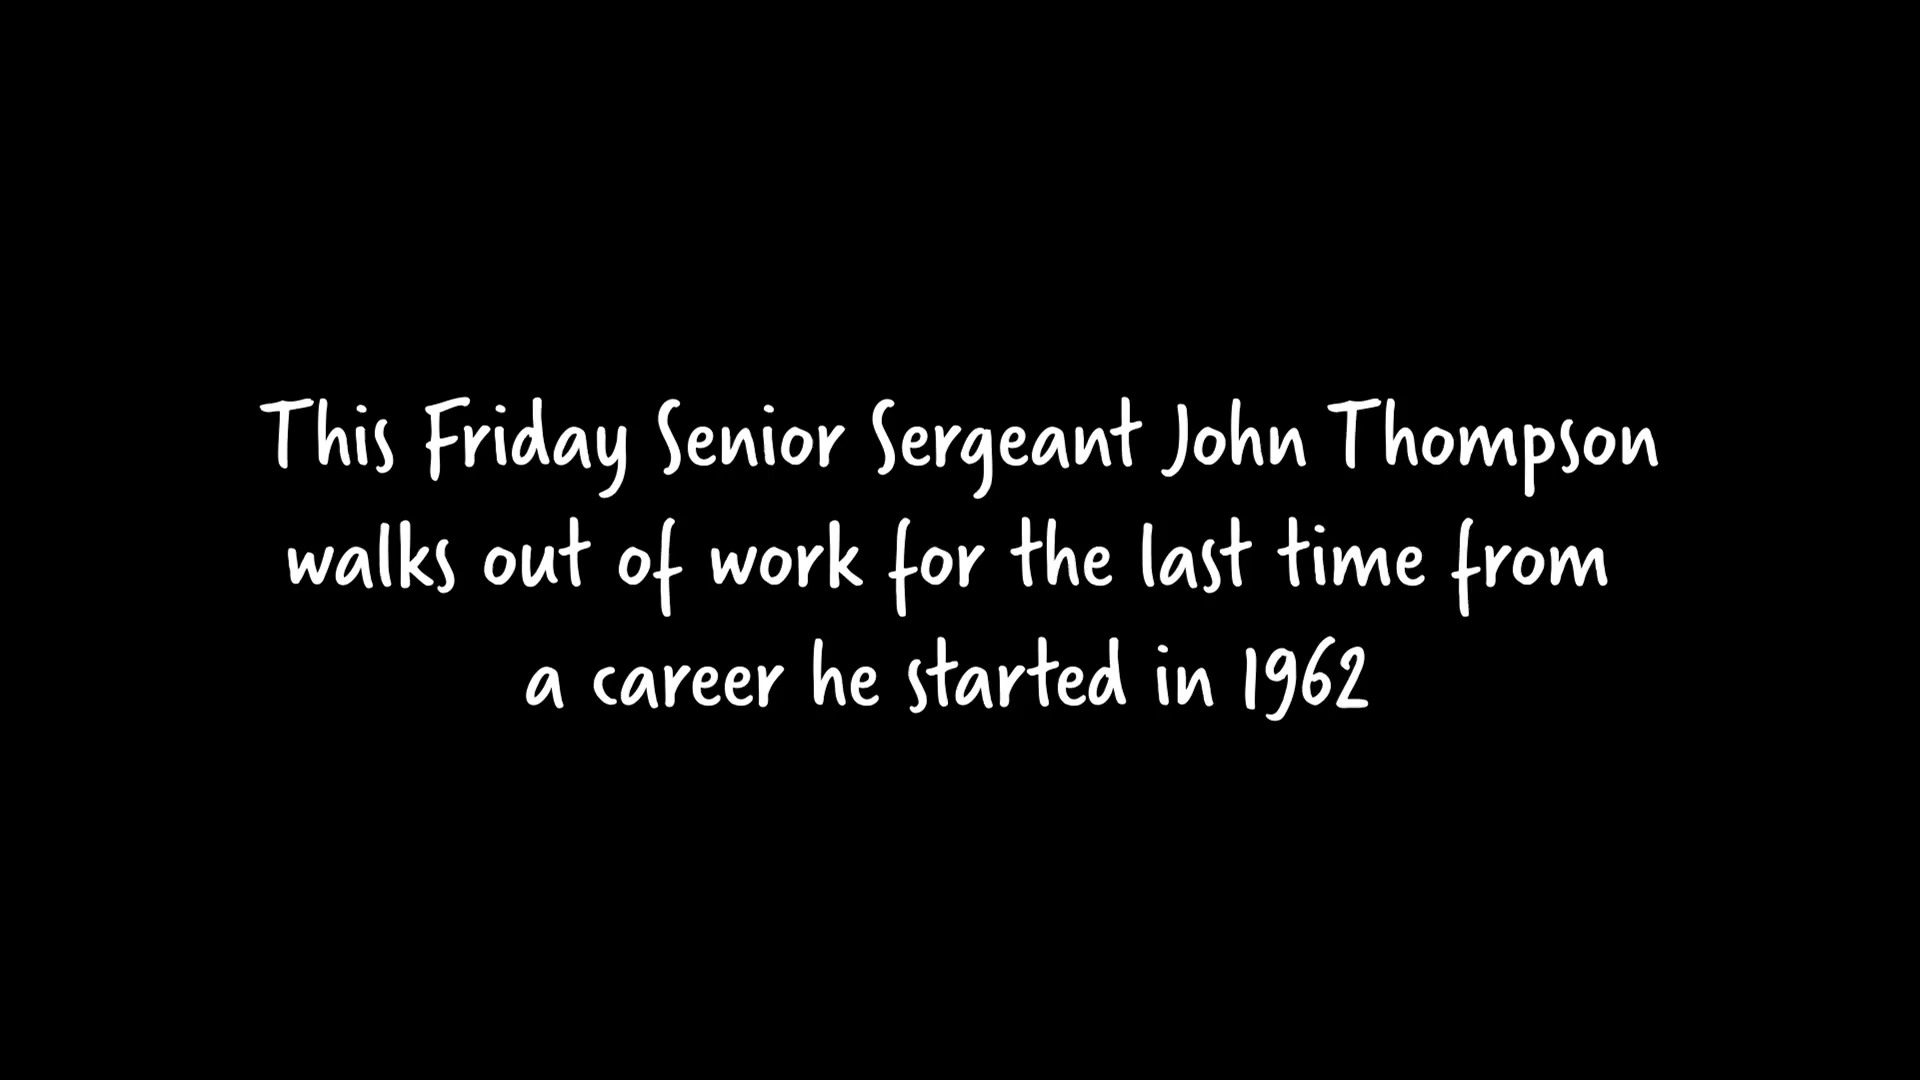 This Friday Senior Sergeant John Thompson
walks out of work for the last time from
a career he started in 1962